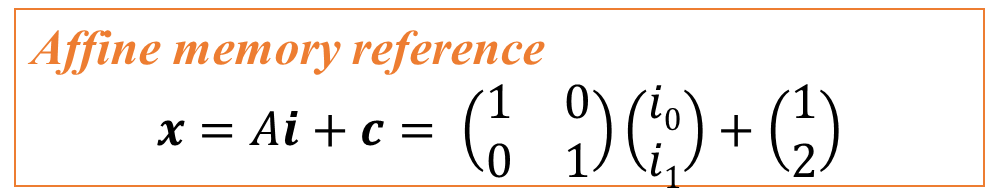 Affine memory reference
x = Ai + c = (1 0 0 1) (i₀ i₁) + (1 2)